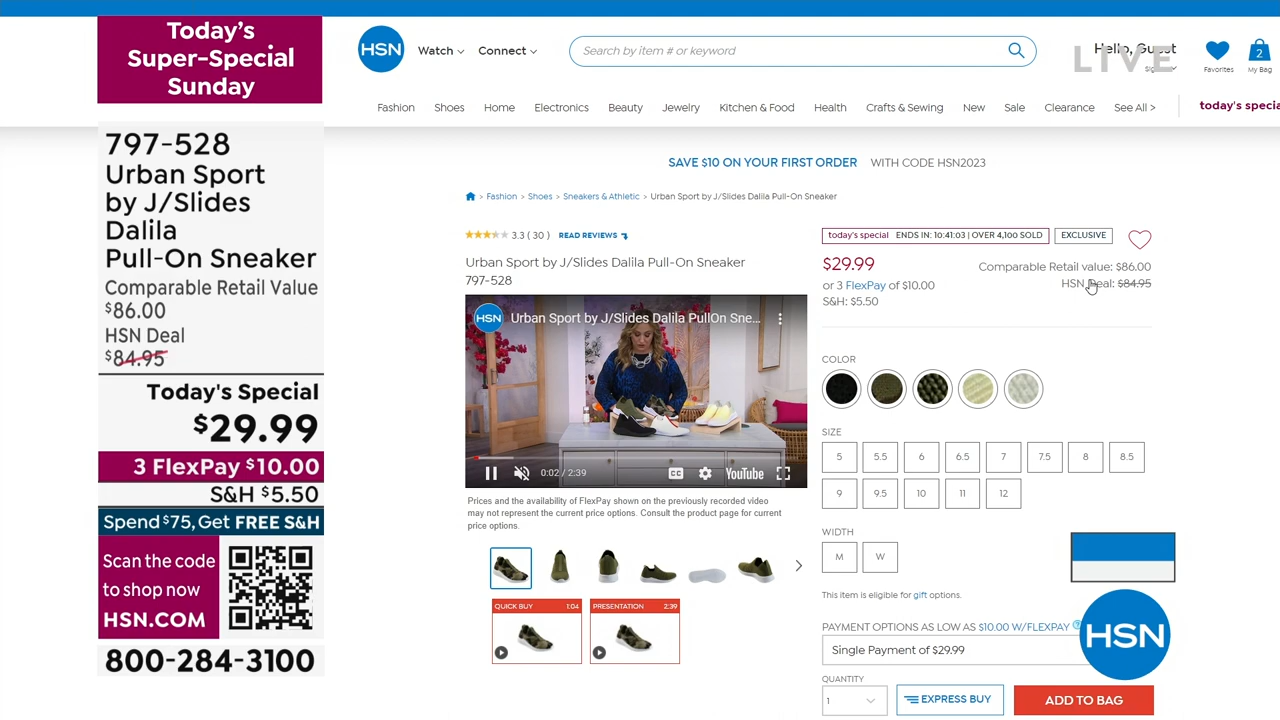 Today's
Super-Special
Sunday
797-528
Urban Sport
by J/Slides
Dalila
Pull-On Sneaker
Comparable Retail Value
$86.00
HSN Deal
$84.95
Today's Special
$29.99
3 FlexPay $10.00
S&H $5.50
Spend $75, Get FREE S&H
Scan the code
to shop now
HSN.COM
800-284-3100
HSN
Watch
Connect
Search by item # or keyword
Hello, Guest
LIVE
Favorites
2
My Bag
Fashion Shoes Home Electronics Beauty Jewelry Kitchen & Food Health Crafts & Sewing New Sale Clearance See All >
today's specia
SAVE $10 ON YOUR FIRST ORDER WITH CODE HSN2023
> Fashion > Shoes > Sneakers & Athletic > Urban Sport by J/Slides Dalila Pull-On Sneaker
3.3 ( 30 ) READ REVIEWS
Urban Sport by J/Slides Dalila Pull-On Sneaker
797-528
HSN Urban Sport by J/Slides Dalila PullOn Sne...
0:02 / 2:39
CC
YouTube
Prices and the availability of FlexPay shown on the previously recorded video
may not represent the current price options. Consult the product page for current
price options.
QUICK BUY 1:04
PRESENTATION 2:39
today's special ENDS IN: 10:41:03 | OVER 4,100 SOLD
EXCLUSIVE
$29.99
Comparable Retail value: $86.00
or 3 FlexPay of $10.00
HSN Deal: $84.95
S&H: $5.50
COLOR
SIZE
5 5.5 6 6.5 7 7.5 8 8.5
9 9.5 10 11 12
WIDTH
M W
This item is eligible for gift options.
PAYMENT OPTIONS AS LOW AS $10.00 W/FLEXPAY
Single Payment of $29.99
QUANTITY
1
EXPRESS BUY
ADD TO BAG
HSN